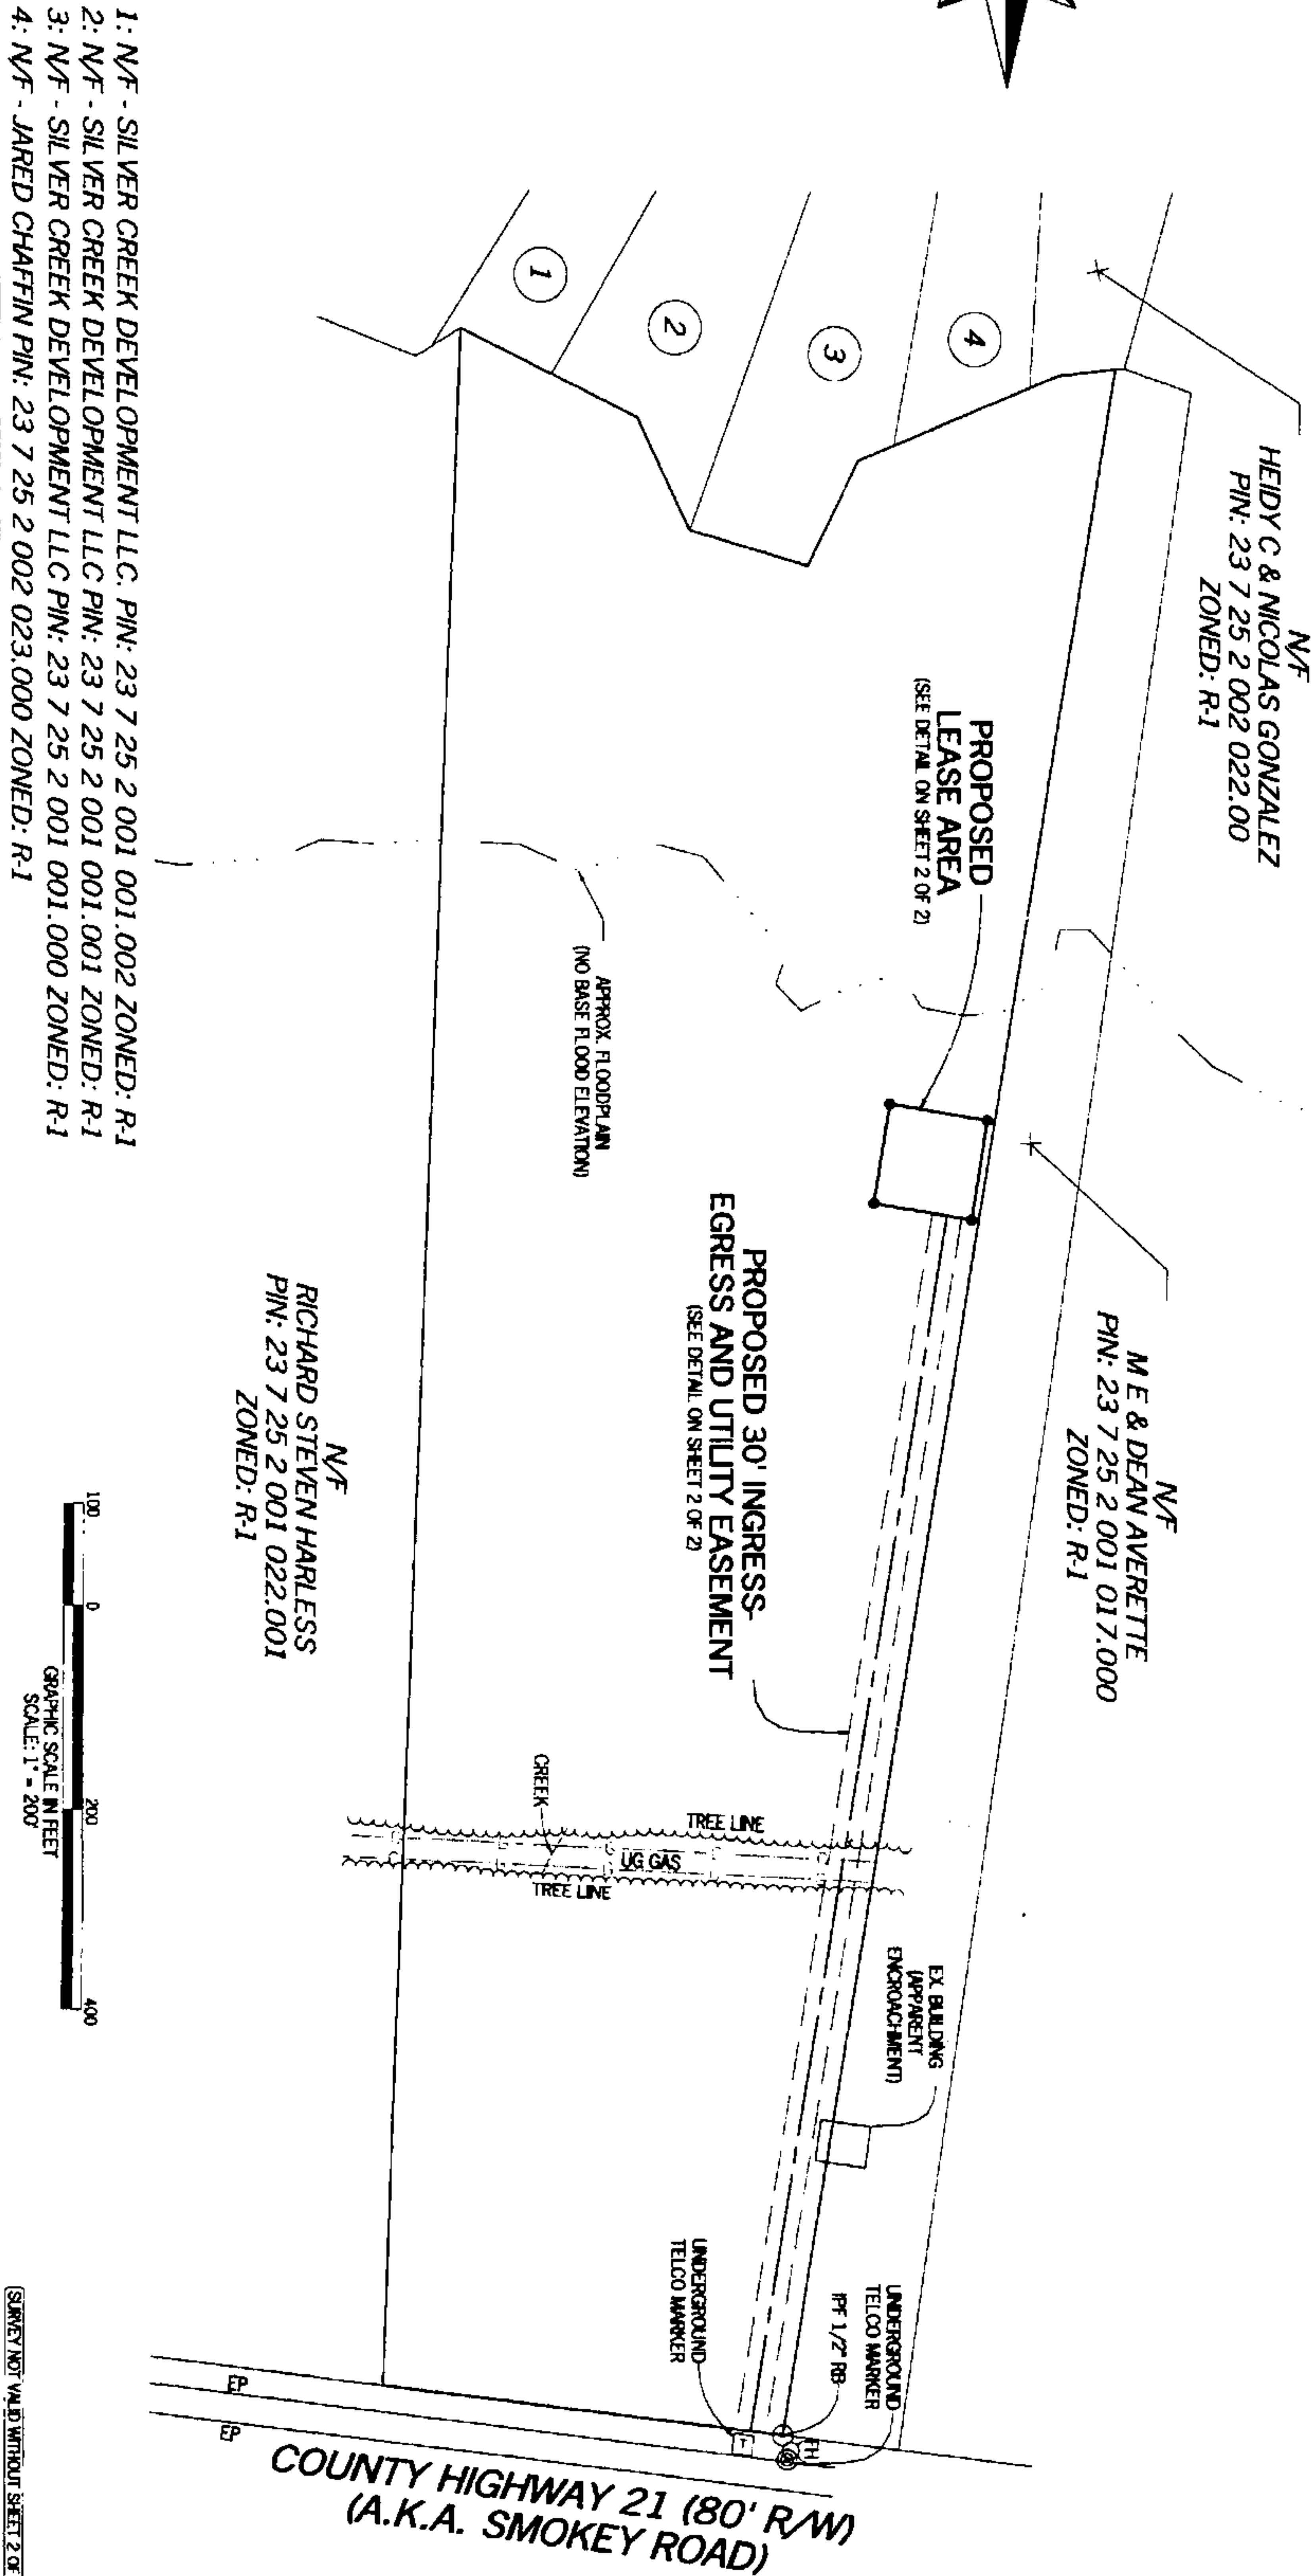 N/F
HEIDY C & NICOLAS GONZALEZ
PIN: 23 7 25 2 002 022.00
ZONED: R-1
N/F
M E & DEAN AVERETTE
PIN: 23 7 25 2 001 017.000
ZONED: R-1
4
3
2
1
PROPOSED
LEASE AREA
(SEE DETAIL ON SHEET 2 OF 2)
EX. BUILDING
(APPARENT
ENCROACHMENT)
UNDERGROUND
TELCO MARKER
IPF 1/2" RB
FH
T
PROPOSED 30' INGRESS-
EGRESS AND UTILITY EASEMENT
(SEE DETAIL ON SHEET 2 OF 2)
UNDERGROUND
TELCO MARKER
TREE LINE
UG GAS
TREE LINE
CREEK
APPROX. FLOODPLAIN
(NO BASE FLOOD ELEVATION)
COUNTY HIGHWAY 21 (80' R/W)
(A.K.A. SMOKEY ROAD)
EP
EP
N/F
RICHARD STEVEN HARLESS
PIN: 23 7 25 2 001 022.001
ZONED: R-1
1: N/F - SILVER CREEK DEVELOPMENT LLC. PIN: 23 7 25 2 001 001.002 ZONED: R-1
2: N/F - SILVER CREEK DEVELOPMENT LLC PIN: 23 7 25 2 001 001.001 ZONED: R-1
3: N/F - SILVER CREEK DEVELOPMENT LLC PIN: 23 7 25 2 001 001.000 ZONED: R-1
4: N/F - JARED CHAFFIN PIN: 23 7 25 2 002 023.000 ZONED: R-1
100 0 200 400
GRAPHIC SCALE IN FEET
SCALE: 1" = 200'
SURVEY NOT VALID WITHOUT SHEET 2 OF